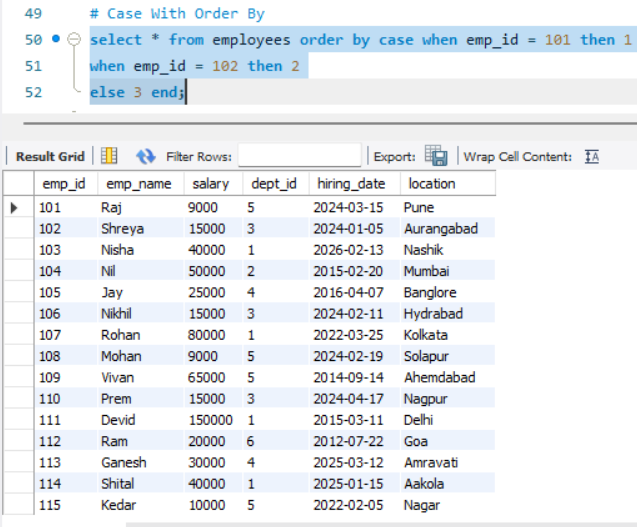 49 # Case With Order By
50 select * from employees order by case when emp_id = 101 then 1
51 when emp_id = 102 then 2
52 else 3 end;
Result Grid Filter Rows: Export: Wrap Cell Content:
emp_id emp_name salary dept_id hiring_date location
101 Raj 9000 5 2024-03-15 Pune
102 Shreya 15000 3 2024-01-05 Aurangabad
103 Nisha 40000 1 2026-02-13 Nashik
104 Nil 50000 2 2015-02-20 Mumbai
105 Jay 25000 4 2016-04-07 Banglore
106 Nikhil 15000 3 2024-02-11 Hydrabad
107 Rohan 80000 1 2022-03-25 Kolkata
108 Mohan 9000 5 2024-02-19 Solapur
109 Vivan 65000 5 2014-09-14 Ahemdabad
110 Prem 15000 3 2024-04-17 Nagpur
111 Devid 150000 1 2015-03-11 Delhi
112 Ram 20000 6 2012-07-22 Goa
113 Ganesh 30000 4 2025-03-12 Amravati
114 Shital 40000 1 2025-01-15 Aakola
115 Kedar 10000 5 2022-02-05 Nagar